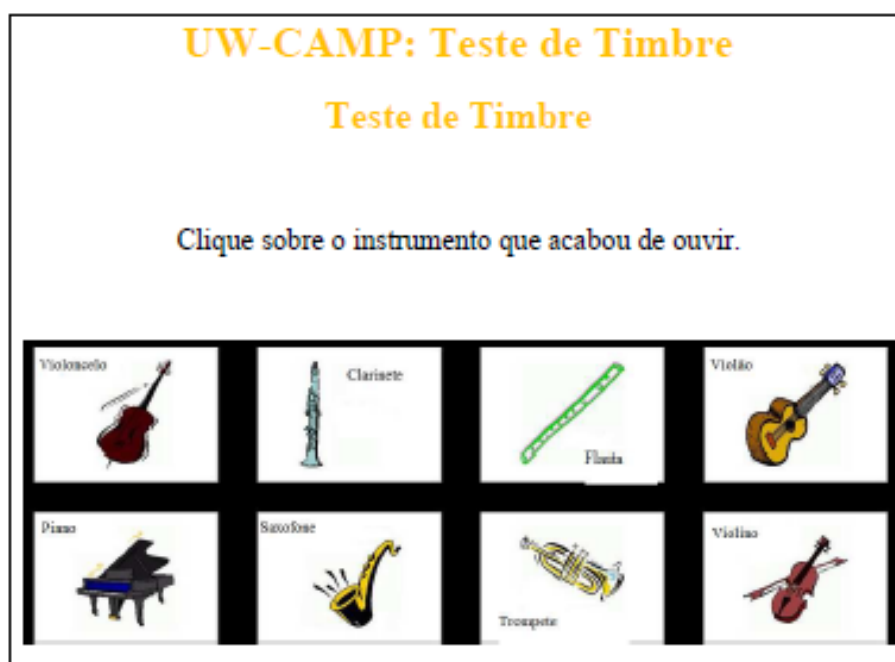 UW-CAMP: Teste de Timbre
Teste de Timbre
Clique sobre o instrumento que acabou de ouvir.
Violoncelo
Clarinete
Flauta
Violão
Piano
Saxofone
Trompete
Violino